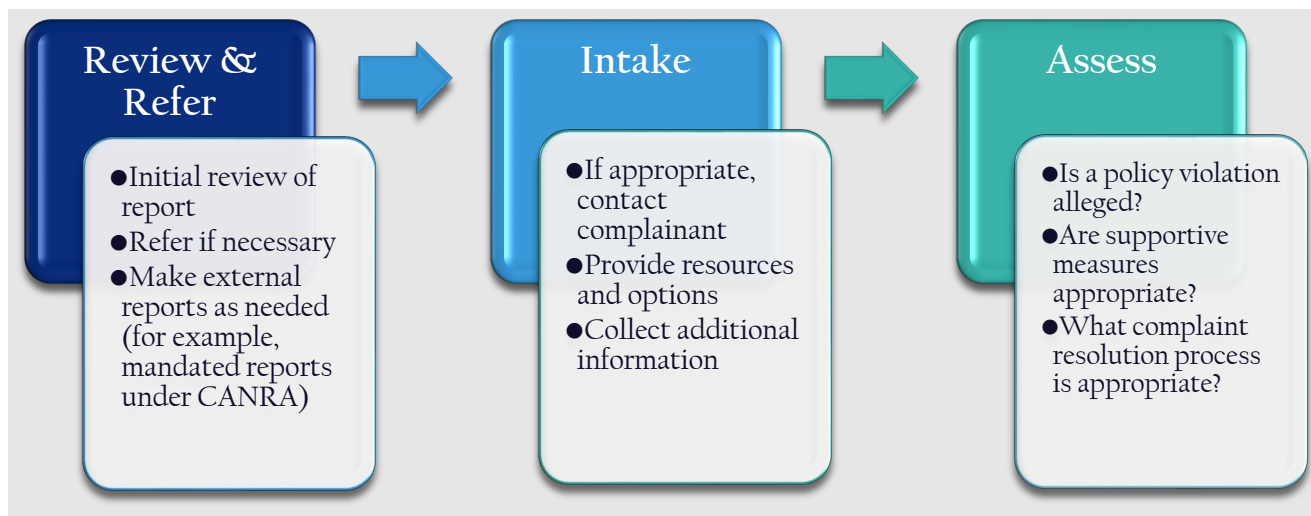 Review &
Refer
●Initial review of
report
●Refer if necessary
●Make external
reports as needed
(for example,
mandated reports
under CANRA)
Intake
●If appropriate,
contact
complainant
●Provide resources
and options
●Collect additional
information
Assess
●Is a policy violation
alleged?
●Are supportive
measures
appropriate?
●What complaint
resolution process
is appropriate?